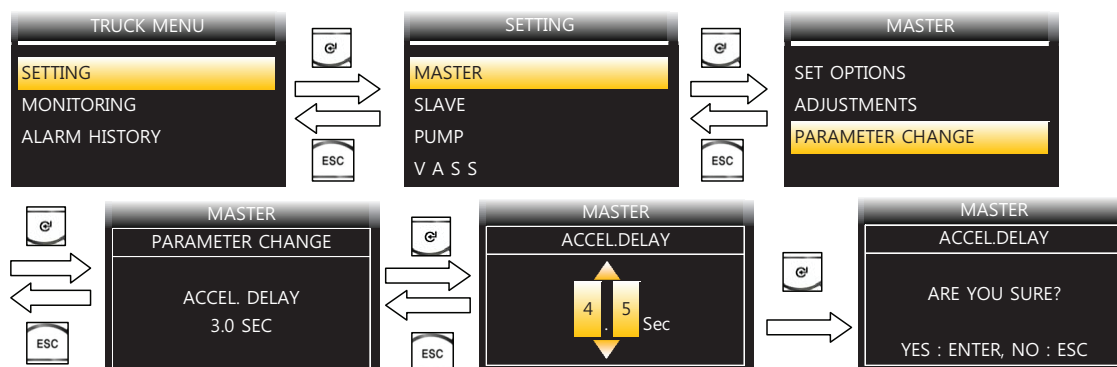 TRUCK MENU
SETTING
MONITORING
ALARM HISTORY
ESC
SETTING
MASTER
SLAVE
PUMP
V A S S
ESC
MASTER
SET OPTIONS
ADJUSTMENTS
PARAMETER CHANGE
ESC
MASTER
PARAMETER CHANGE
ACCEL. DELAY
3.0 SEC
ESC
MASTER
ACCEL.DELAY
4 . 5 Sec
MASTER
ACCEL.DELAY
ARE YOU SURE?
YES : ENTER, NO : ESC